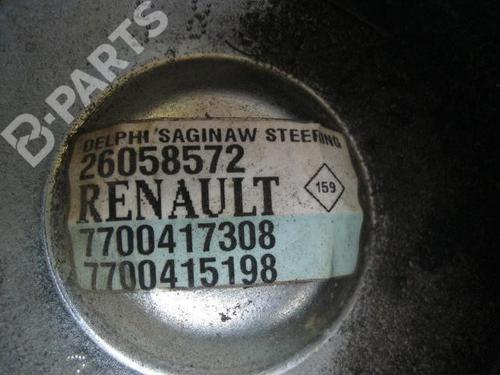 B-PARTS
DELPHI SAGINAW STEERING
26058572
RENAULT
159
7700417308
7700415198